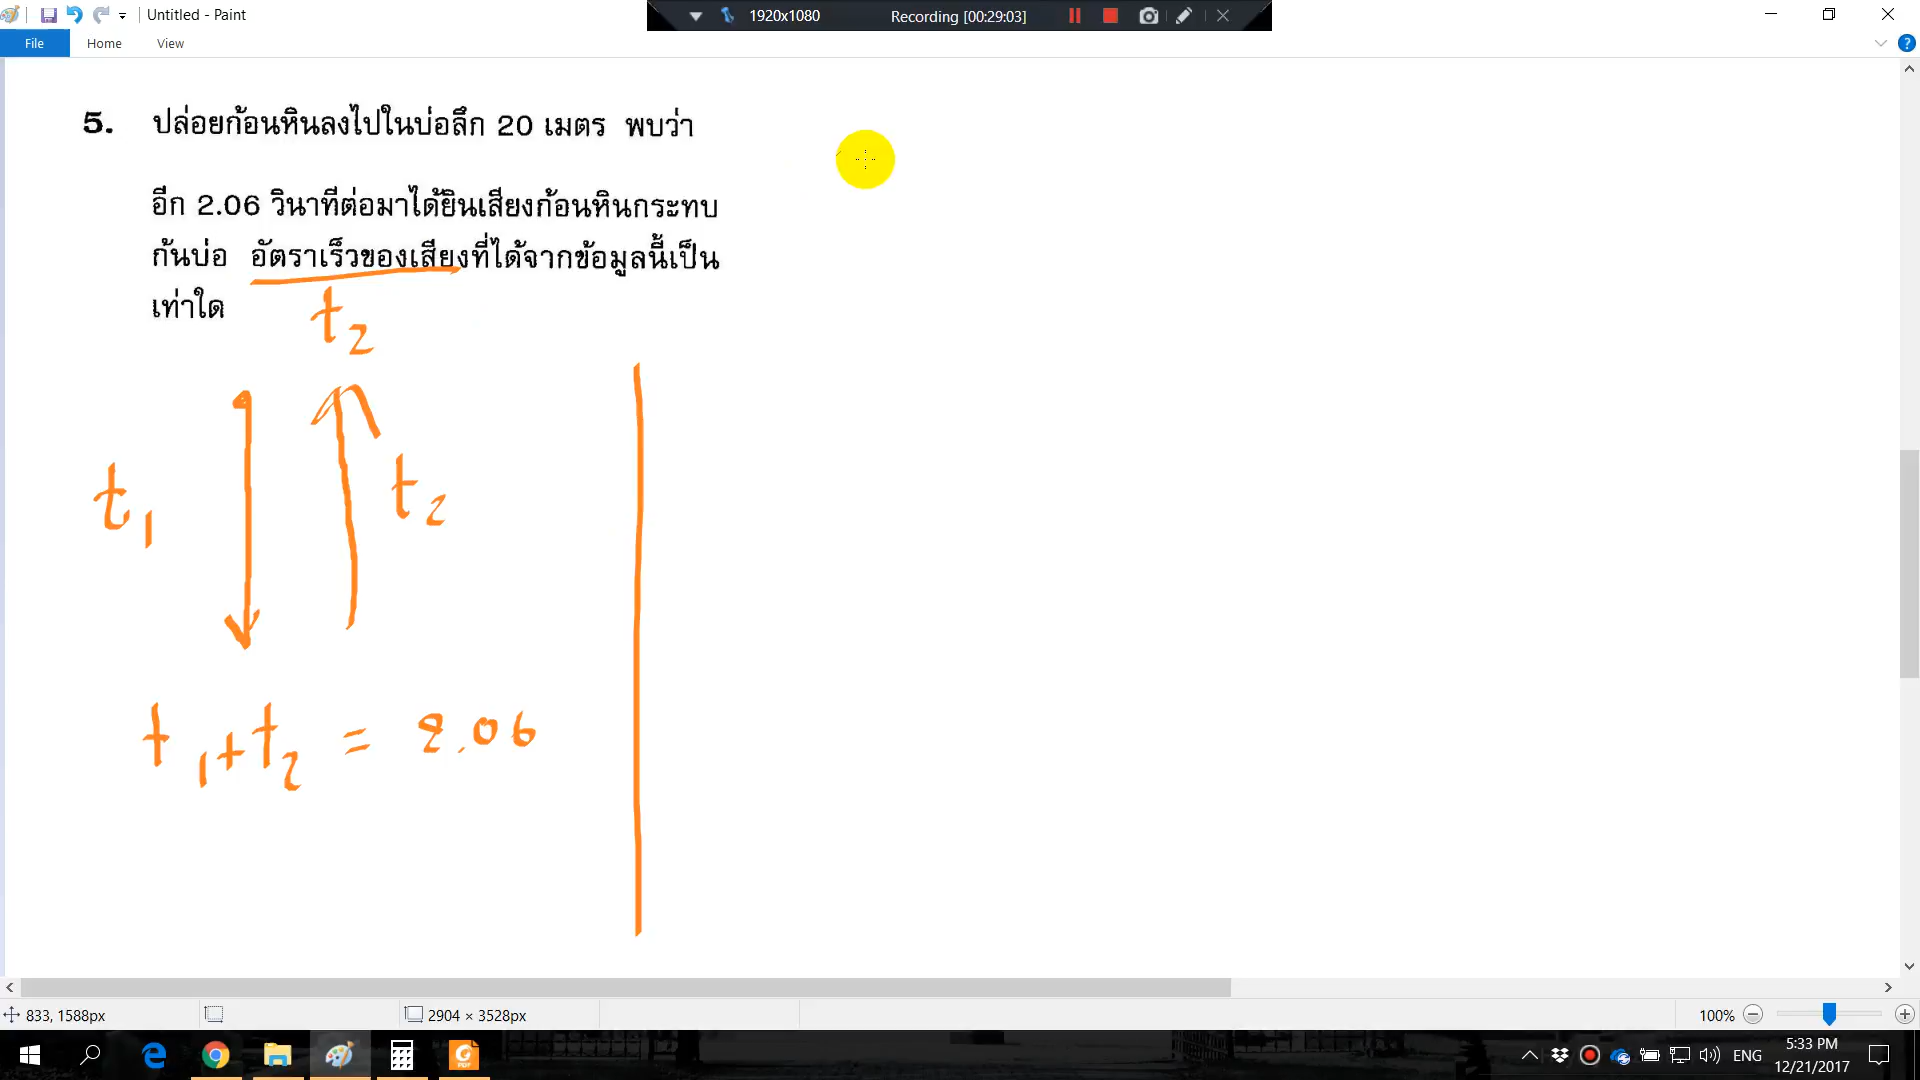 Untitled - Paint
1920x1080
Recording [00:29:03]
File
Home
View
5. ปล่อยก้อนหินลงไปในบ่อลึก 20 เมตร พบว่า
อีก 2.06 วินาทีต่อมาได้ยินเสียงก้อนหินกระทบ
ก้นบ่อ อัตราเร็วของเสียงที่ได้จากข้อมูลนี้เป็น
เท่าใด
t2
t1
t2
t1+t2 = 2.06
833, 1588px
2904 × 3528px
100%
ENG
5:33 PM
12/21/2017